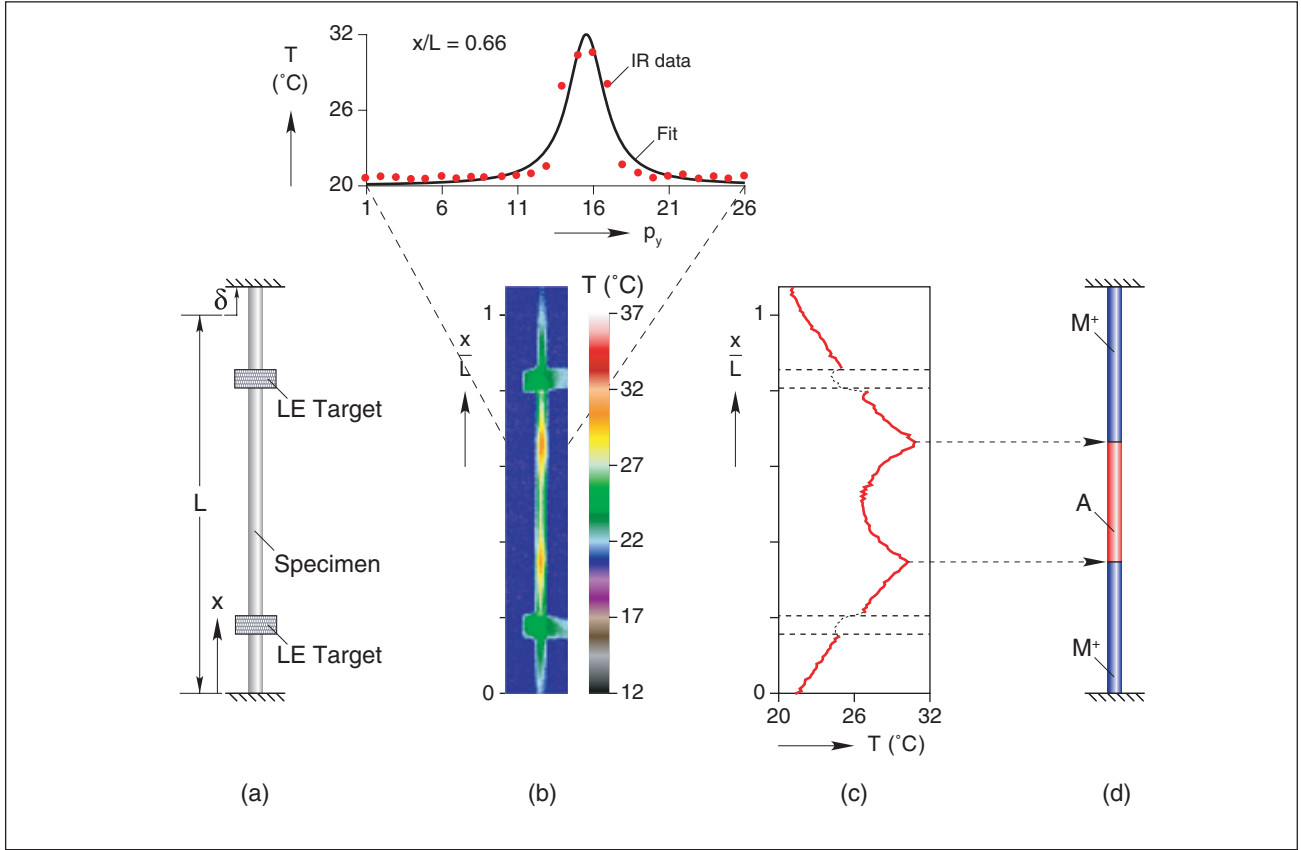 T
(˚C)
x/L = 0.66
32
26
20
IR data
Fit
1 6 11 16 21 26
p_y
δ
L
x
LE Target
Specimen
LE Target
(a)
T (˚C)
1
x
L
0
37
32
27
22
17
12
(b)
1
x
L
0
20 26 32
T (˚C)
(c)
M⁺
A
M⁺
(d)